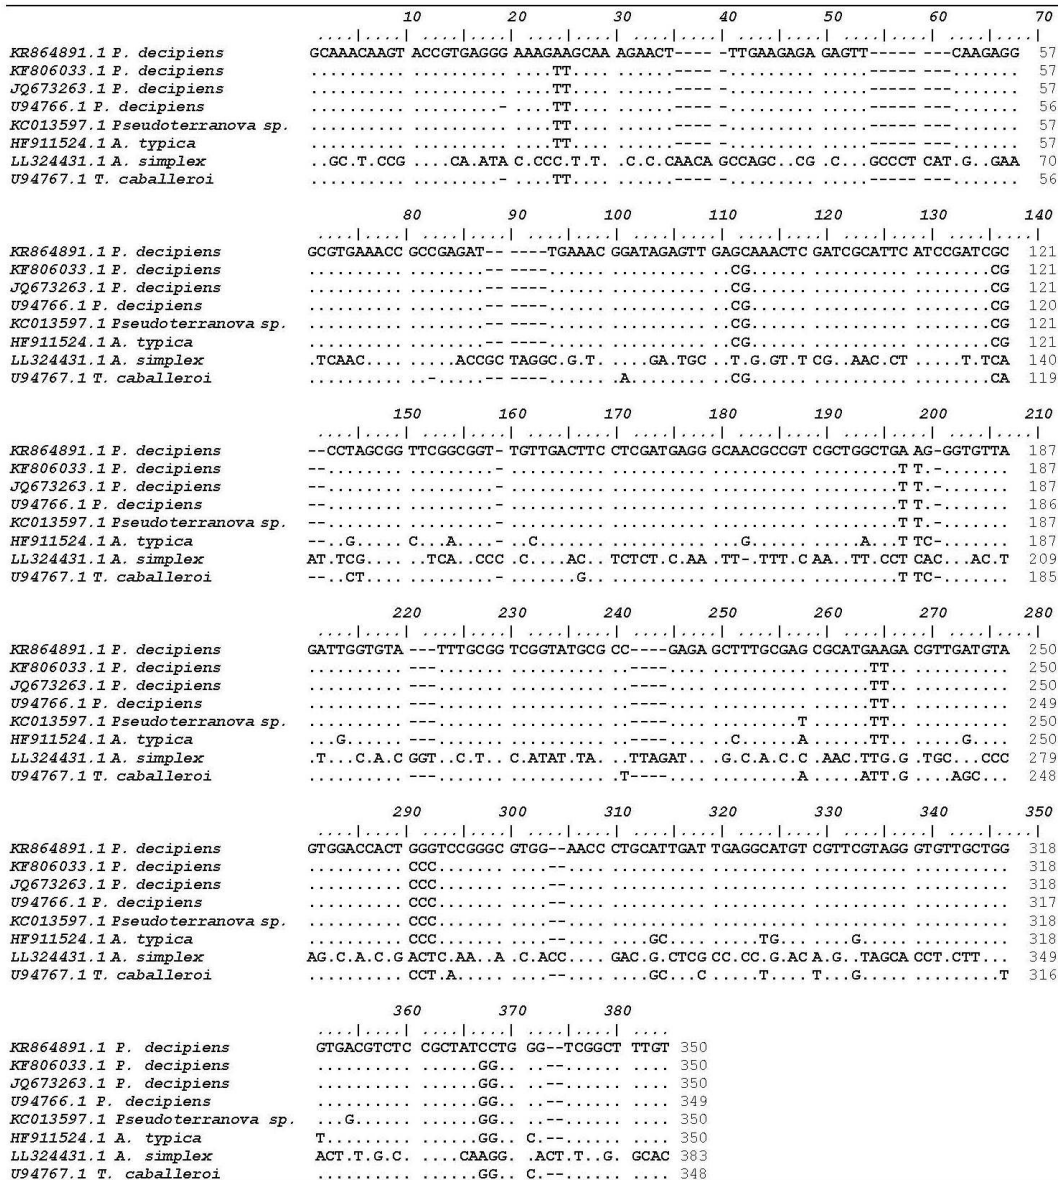 10 20 30 40 50 60 70
....|....| ....|....| ....|....| ....|....| ....|....| ....|....| ....|....|
KR864891.1 P. decipiens GCAAACAAGT ACCGTGAGGG AAAGAAGCAA AGAACT---- -TTGAAGAGA GAGTT----- ---CAAGAGG 57
KF806033.1 P. decipiens .......... .......... ....TT.... ......---- -......... .....----- ---....... 57
JQ673263.1 P. decipiens .......... .......... ....TT.... ......---- -......... .....----- ---....... 57
U94766.1 P. decipiens .......... ........-. ....TT.... ......---- -......... .....----- ---....... 56
KC013597.1 Pseudoterranova sp. .......... .......... ....TT.... ......---- -......... .....----- ---....... 57
HF911524.1 A. typica .......... .......... ....TT.... ......---- -......... .....----- ---....... 57
LL324431.1 A. simplex ..GC.T.CCG ....CA.ATA C.CCC.T.T. .C.C.CAACA GCCAGC..CG .C...GCCCT CAT.G..GAA 70
U94767.1 T. caballeroi .......... ........-. ....TT.... ......---- -......... .....----- ---....... 56
80 90 100 110 120 130 140
....|....| ....|....| ....|....| ....|....| ....|....| ....|....| ....|....|
KR864891.1 P. decipiens GCGTGAAACC GCCGAGAT-- ----TGAAAC GGATAGAGTT GAGCAAACTC GATCGCATTC ATCCGATCGC 121
KF806033.1 P. decipiens .......... ........-- ----...... .......... ..CG...... .......... ........CG 121
JQ673263.1 P. decipiens .......... ........-- ----...... .......... ..CG...... .......... ........CG 121
U94766.1 P. decipiens .......... ........-- ----...... .......... ..CG...... .......... ........CG 120
KC013597.1 Pseudoterranova sp. .......... ........-- ----...... .......... ..CG...... .......... ........CG 121
HF911524.1 A. typica .......... ........-- ----...... .......... ..CG...... .......... ........CG 121
LL324431.1 A. simplex .TCAAC.... .....ACCGC TAGGC.G.T. ....GA.TGC ..T.G.GT.T CG..AAC.CT .....T.TCA 140
U94767.1 T. caballeroi .......... ..-.....-- ----...... .A........ ..CG...... .......... ........CA 119
150 160 170 180 190 200 210
....|....| ....|....| ....|....| ....|....| ....|....| ....|....| ....|....|
KR864891.1 P. decipiens --CCTAGCGG TTCGGCGGT- TGTTGACTTC CTCGATGAGG GCAACGCCGT CGCTGGCTGA AG-GGTGTTA 187
KF806033.1 P. decipiens --........ .........- .......... .......... .......... .........T T.-....... 187
JQ673263.1 P. decipiens --........ .........- .......... .......... .......... .........T T.-....... 187
U94766.1 P. decipiens --........ .........- .......... .......... .......... .........T T.-....... 186
KC013597.1 Pseudoterranova sp. --........ .........- .......... .......... .......... .........T T.-....... 187
HF911524.1 A. typica --..G..... C...A....- ..C....... .......... ...G...... ......A..T TC-....... 187
LL324431.1 A. simplex AT.TCG.... ..TCA..CCC .C....AC.. TCTCT.C.AA .TT-.TTT.C AA..TT.CCT CAC...AC.T 209
U94767.1 T. caballeroi --.CT..... .........- .......G.. .......... .......... .........T TC-....... 185
220 230 240 250 260 270 280
....|....| ....|....| ....|....| ....|....| ....|....| ....|....| ....|....|
KR864891.1 P. decipiens GATTGGTGTA ---TTTGCGG TCGGTATGCG CC----GAGA GCTTTGCGAG CGCATGAAGA CGTTGATGTA 250
KF806033.1 P. decipiens .......... ---....... .......... ..----.... .......... ......TT.. .......... 250
JQ673263.1 P. decipiens .......... ---....... .......... ..----.... .......... ......TT.. .......... 250
U94766.1 P. decipiens .......... ---....... .......... ..----.... .......... ......TT.. .......... 249
KC013597.1 Pseudoterranova sp. .......... ---....... .......... ..----.... ........T. ......TT.. .......... 250
HF911524.1 A. typica ...G...... ---....... .......... ..----.... ..C.....A. ......TT.. .....G.... 250
LL324431.1 A. simplex .T...C.A.C GGT..C.T.. C.ATAT.TA. ..TTAGAT.. .G.C.A.C.C .AAC.TTG.G .TGC...CCC 279
U94767.1 T. caballeroi .......... ---....... .......... .T----.... ........A. .....ATT.G ...AGC.... 248
290 300 310 320 330 340 350
....|....| ....|....| ....|....| ....|....| ....|....| ....|....| ....|....|
KR864891.1 P. decipiens GTGGACCACT GGGTCCGGGC GTGG--AACC CTGCATTGAT TGAGGCATGT CGTTCGTAGG GTGTTGCTGG 318
KF806033.1 P. decipiens .......... CCC....... ....--.... .......... .......... .......... .......... 318
JQ673263.1 P. decipiens .......... CCC....... ....--.... .......... .......... .......... .......... 318
U94766.1 P. decipiens .......... CCC....... ....--.... .......... .......... .......... .......... 317
KC013597.1 Pseudoterranova sp. .......... CCC....... ....--.... .......... .......... .......... .......... 318
HF911524.1 A. typica .......... CCC....... ....--.... ....GC.... .....TG... ...G...... .......... 318
LL324431.1 A. simplex AG.C.A.C.G ACTC.AA..A .C.ACC.... GAC.G.CTCG CC.CC.G.AC A.G..TAGCA CCT.CTT... 349
U94767.1 T. caballeroi .......... CCT.A..... ....--.... ....GC..C. ....T....T ...G...... .........T 316
360 370 380
....|....| ....|....| ....|....| ....
KR864891.1 P. decipiens GTGACGTCTC CGCTATCCTG GG--TCGGCT TTGT 350
KF806033.1 P. decipiens .......... ......GG.. ..--...... .... 350
JQ673263.1 P. decipiens .......... ......GG.. ..--...... .... 350
U94766.1 P. decipiens .......... ......GG.. ..--...... .... 349
KC013597.1 Pseudoterranova sp. ...G...... ......GG.. ..--...... .... 350
HF911524.1 A. typica T......... ......GG.. C.--...... .... 350
LL324431.1 A. simplex ACT.T.G.C. ....CAAGG. .ACT.T..G. GCAC 383
U94767.1 T. caballeroi .......... ......GG.. C.--...... .... 348